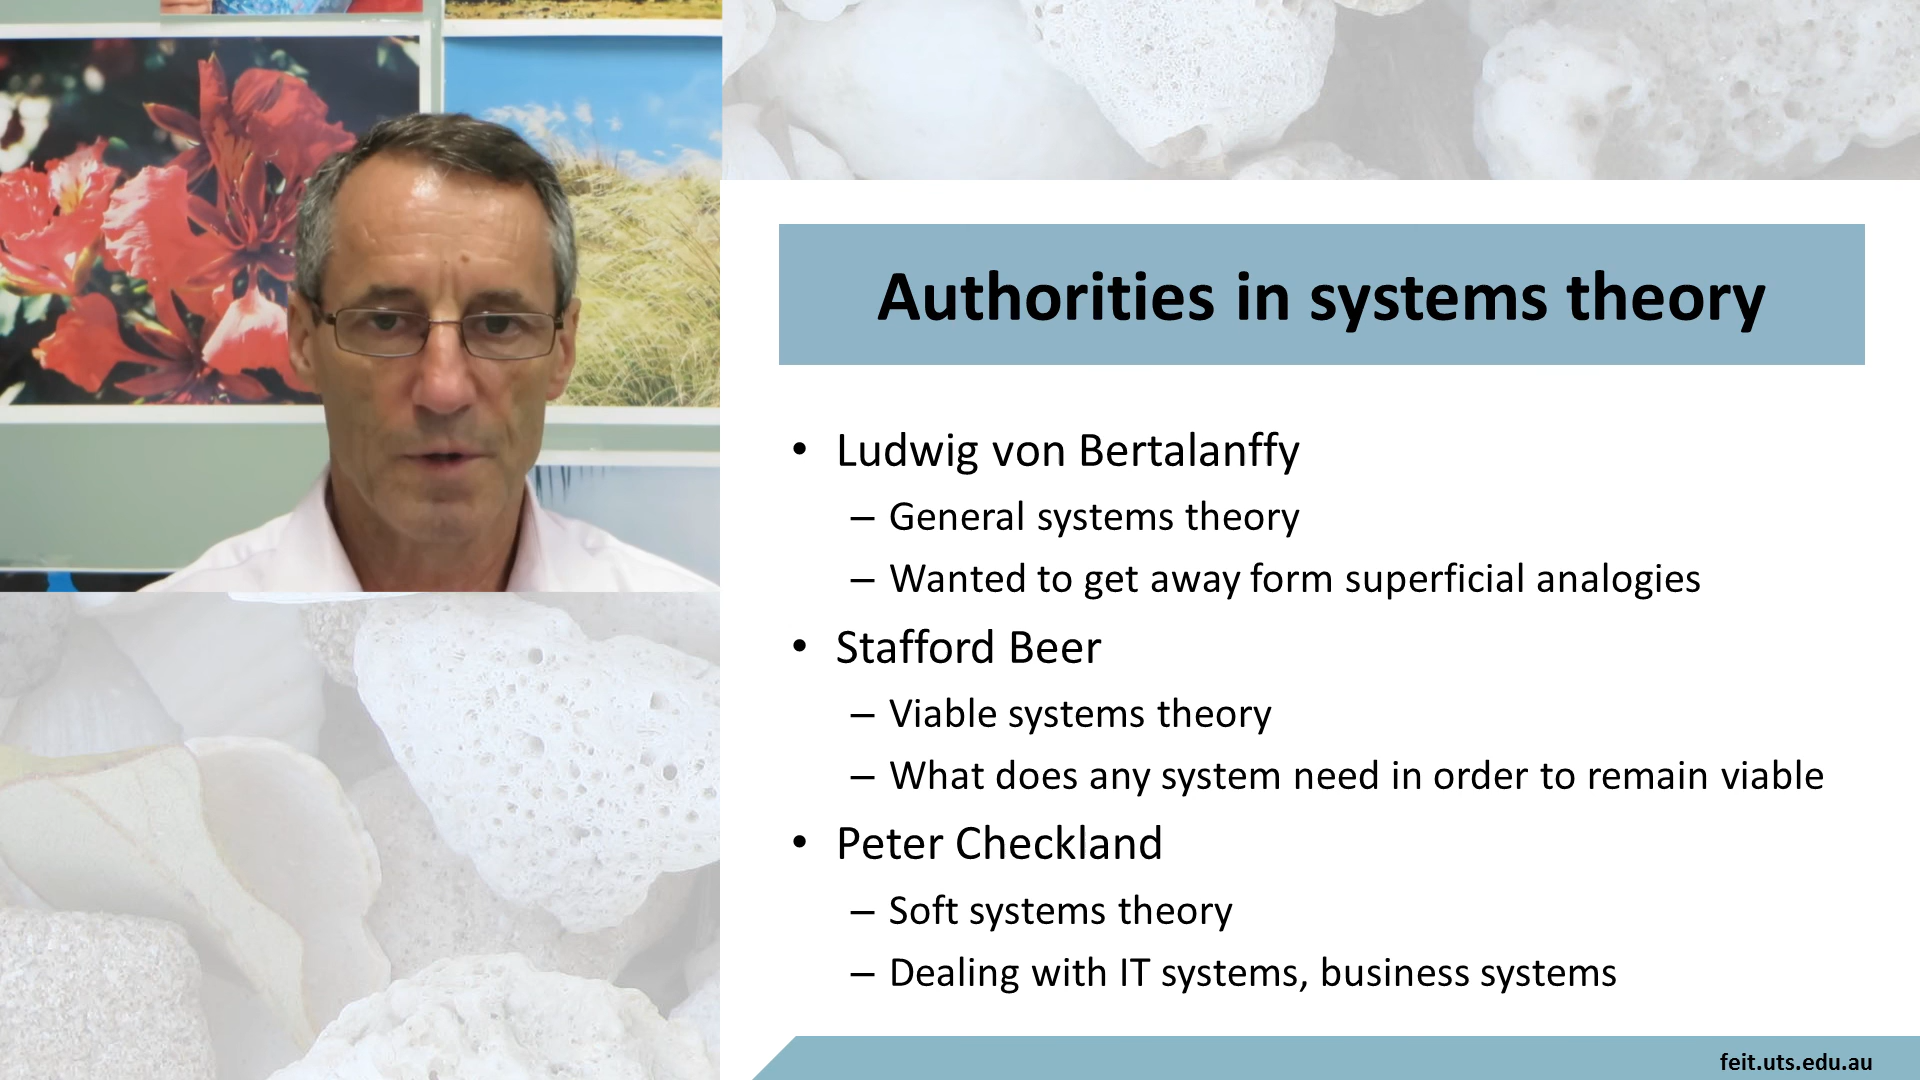 Authorities in systems theory
• Ludwig von Bertalanffy
– General systems theory
– Wanted to get away form superficial analogies
• Stafford Beer
– Viable systems theory
– What does any system need in order to remain viable
• Peter Checkland
– Soft systems theory
– Dealing with IT systems, business systems
feit.uts.edu.au